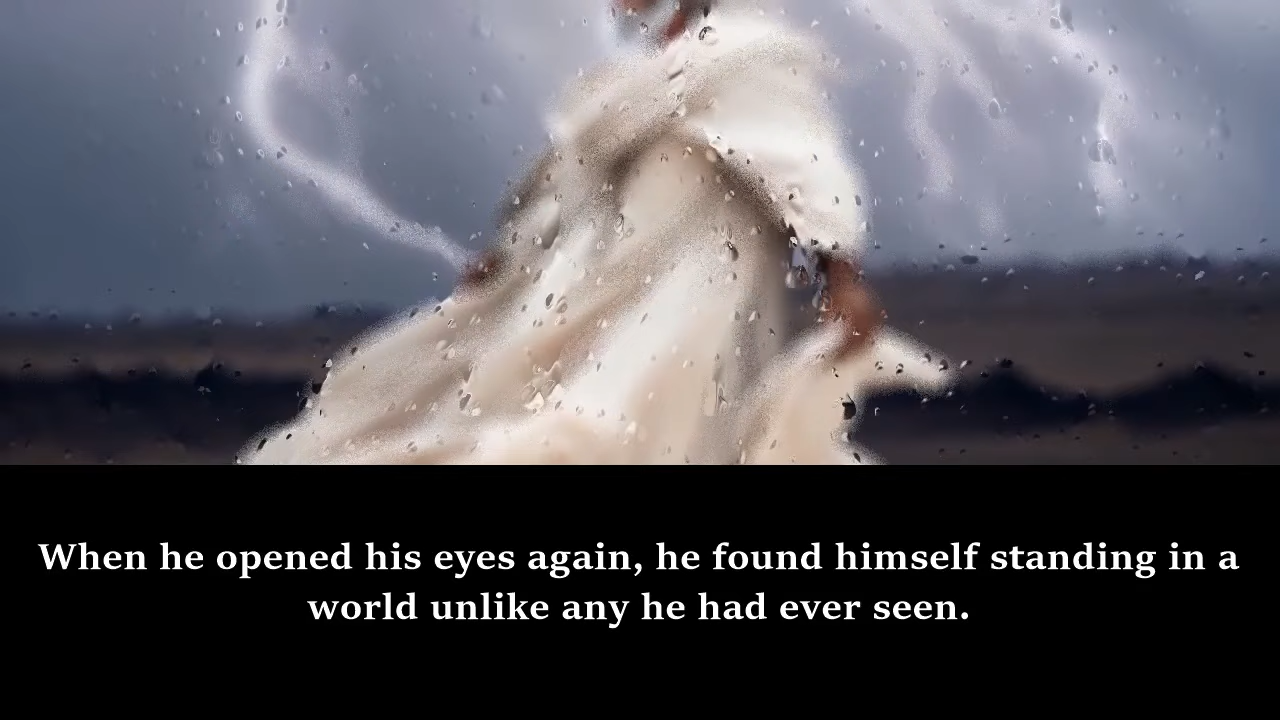 When he opened his eyes again, he found himself standing in a
world unlike any he had ever seen.